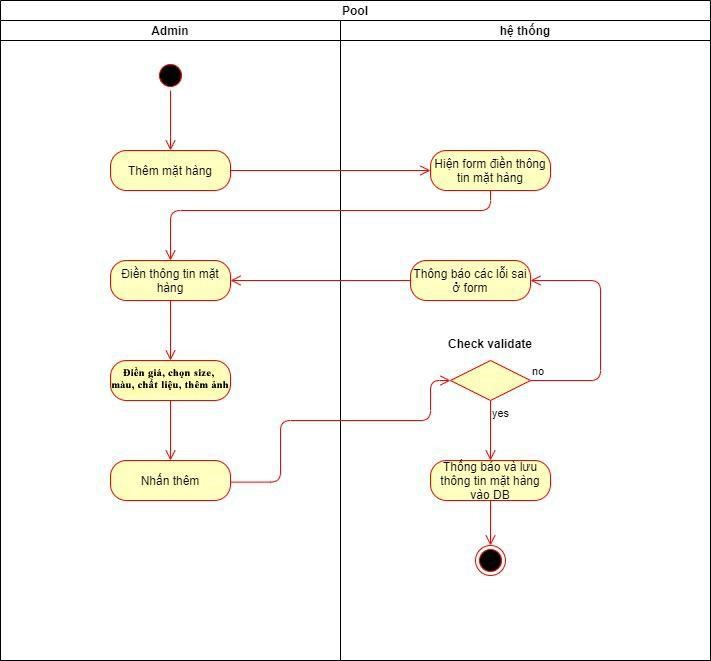 Pool
Admin
hệ thống
Thêm mặt hàng
Hiện form điền thông
tin mặt hàng
Điền thông tin mặt
hàng
Thông báo các lỗi sai
ở form
Check validate
Điền giá, chọn size,
màu, chất liệu, thêm ảnh
no
yes
Nhấn thêm
Thống báo và lưu
thông tin mặt hàng
vào DB